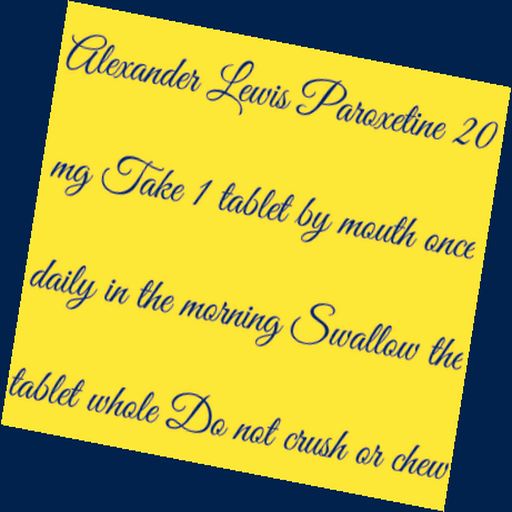 Alexander Lewis Paroxetine 20
mg Take 1 tablet by mouth once
daily in the morning Swallow the
tablet whole Do not crush or chew